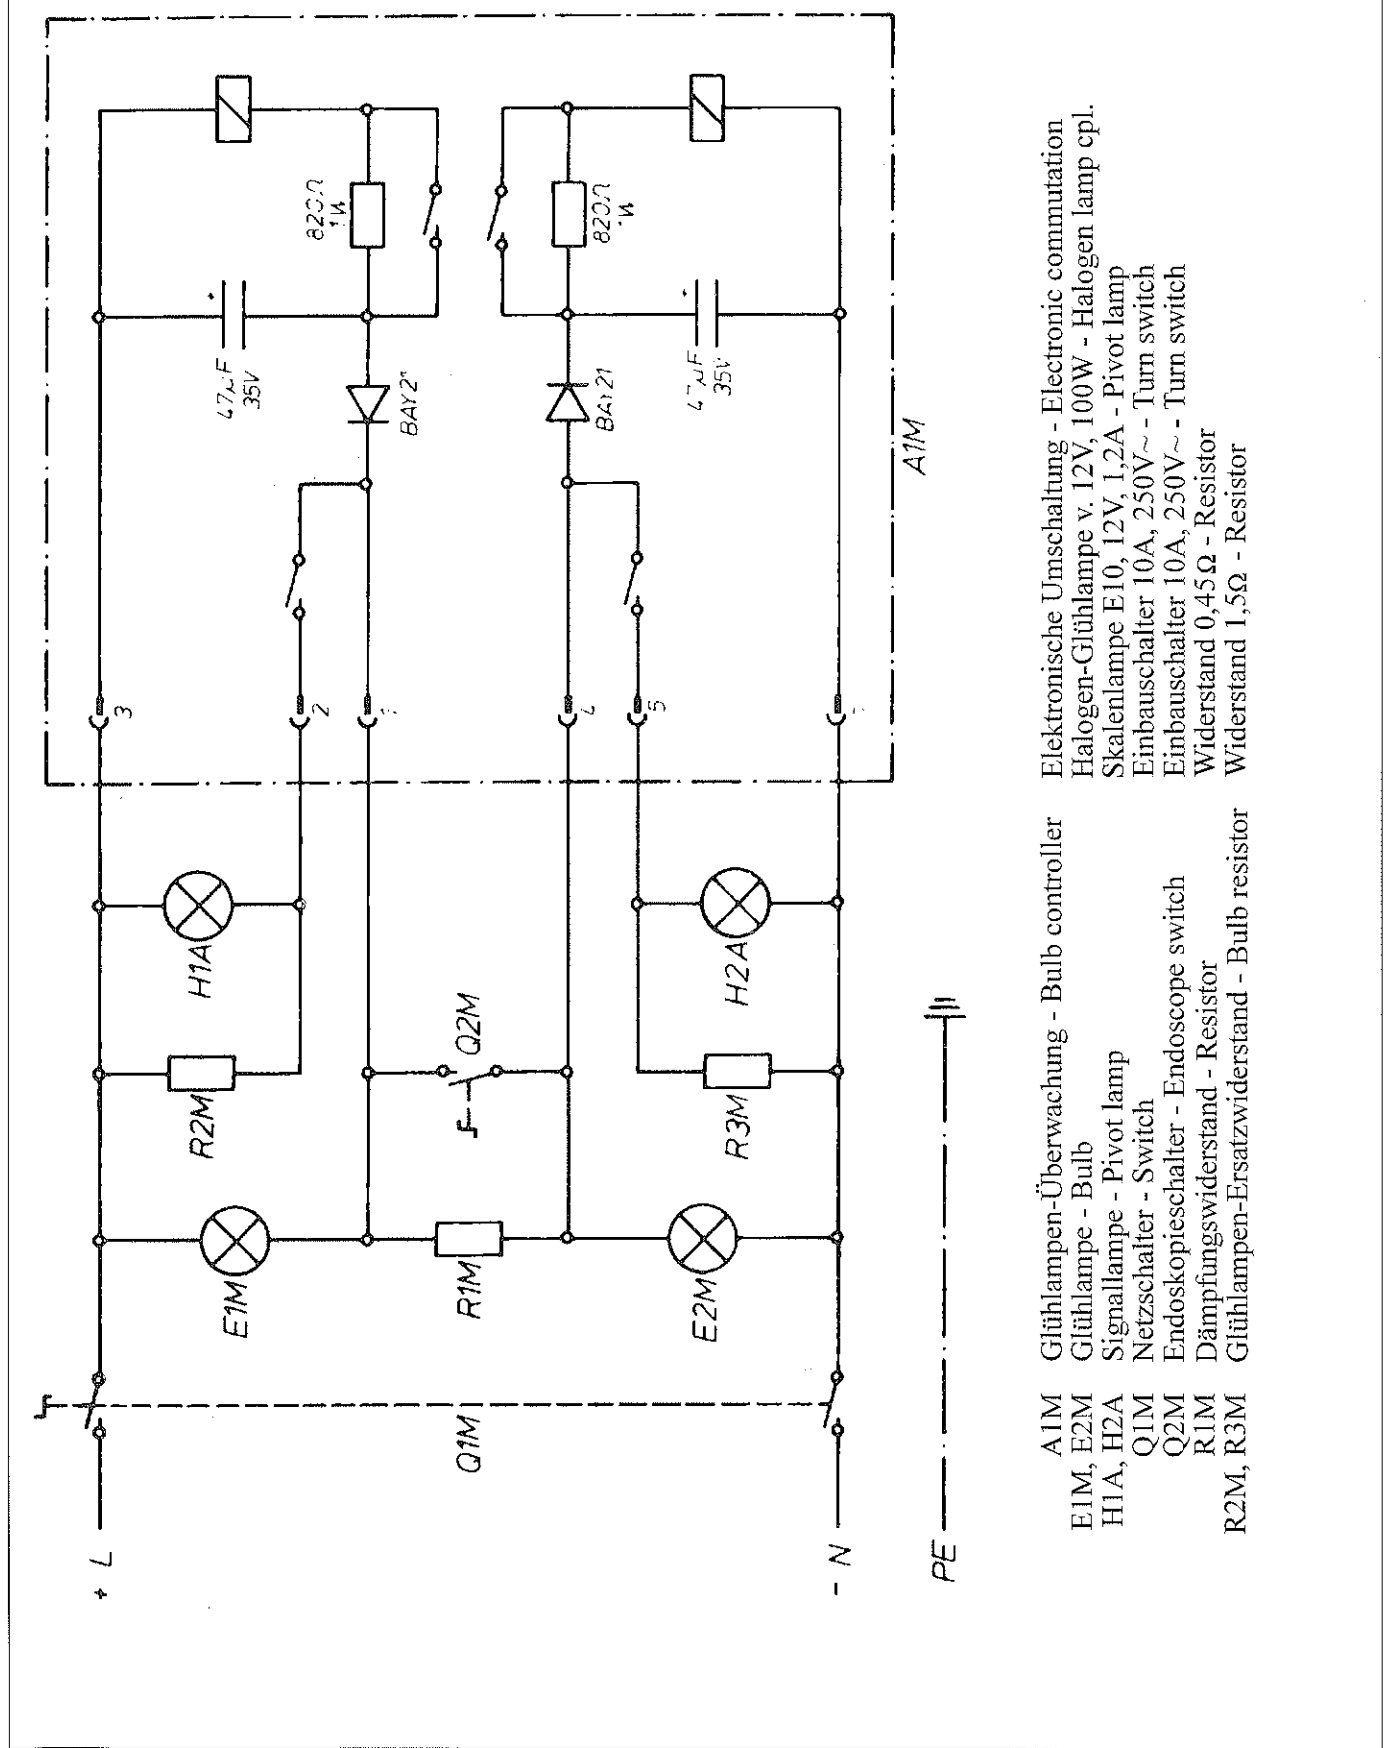 + L
- N
PE
Q1M
E1M
R1M
E2M
R2M
Q2M
R3M
H1A
H2A
3
2
5
47µF
35V
820Ω
1W
BAY21
35V
820Ω
A1M
A1M Glühlampen-Überwachung - Bulb controller Elektronische Umschaltung - Electronic commutation
E1M, E2M Glühlampe - Bulb Halogen-Glühlampe v. 12V, 100W - Halogen lamp cpl.
H1A, H2A Signallampe - Pivot lamp Skalenlampe E10, 12V, 1,2A - Pivot lamp
Q1M Netzschalter - Switch Einbauschalter 10A, 250V~ - Turn switch
Q2M Endoskopieschalter - Endoscope switch Einbauschalter 10A, 250V~ - Turn switch
R1M Dämpfungswiderstand - Resistor Widerstand 0,45Ω - Resistor
R2M, R3M Glühlampen-Ersatzwiderstand - Bulb resistor Widerstand 1,5Ω - Resistor